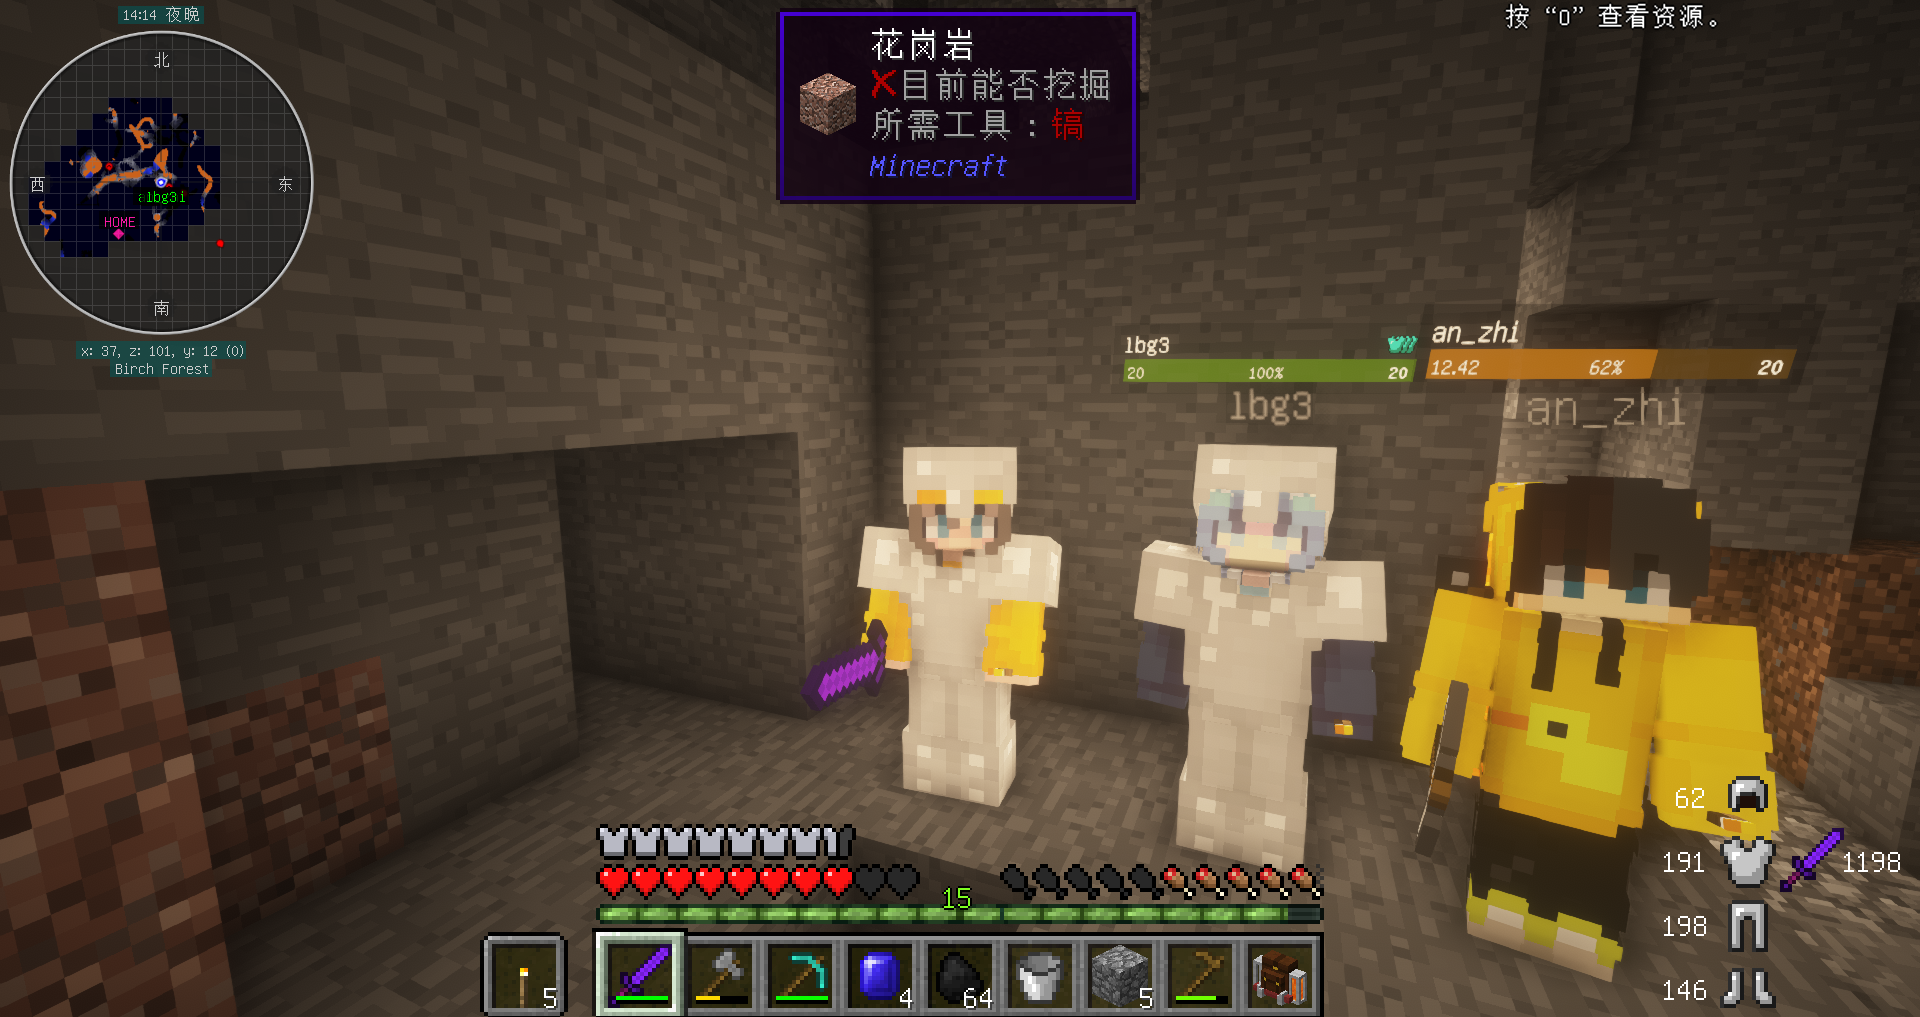 14:14 夜晚
北
西
东
albg3i
HOME
南
x: 37, z: 101, y: 12 (0)
Birch Forest
花岗岩
目前能否挖掘
所需工具：镐
Minecraft
按 “O” 查看资源。
lbg3
20 100% 20
lbg3
an_zhi
12.42 62% 20
an_zhi
62
191
1198
198
146
15
5
4
64
5